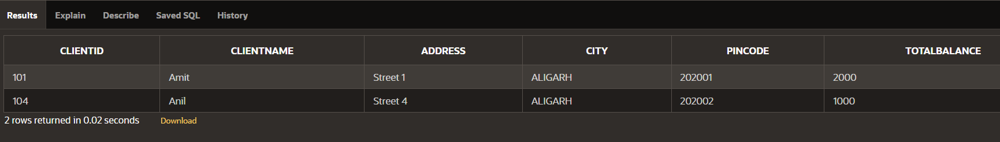 Results Explain Describe Saved SQL History
CLIENTID CLIENTNAME ADDRESS CITY PINCODE TOTALBALANCE
101 Amit Street 1 ALIGARH 202001 2000
104 Anil Street 4 ALIGARH 202002 1000
2 rows returned in 0.02 seconds Download